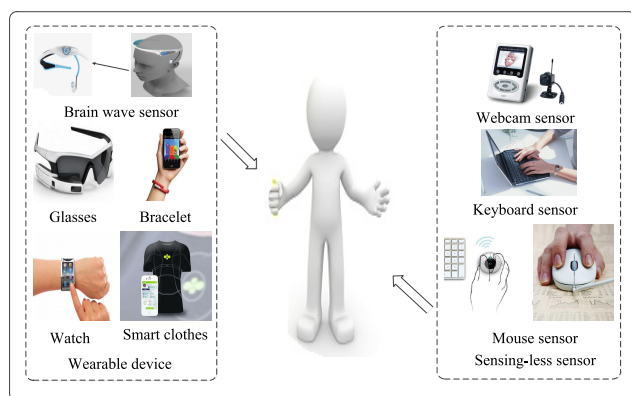 Brain wave sensor
Glasses
Bracelet
Watch
Smart clothes
Wearable device
Webcam sensor
Keyboard sensor
Mouse sensor
Sensing-less sensor